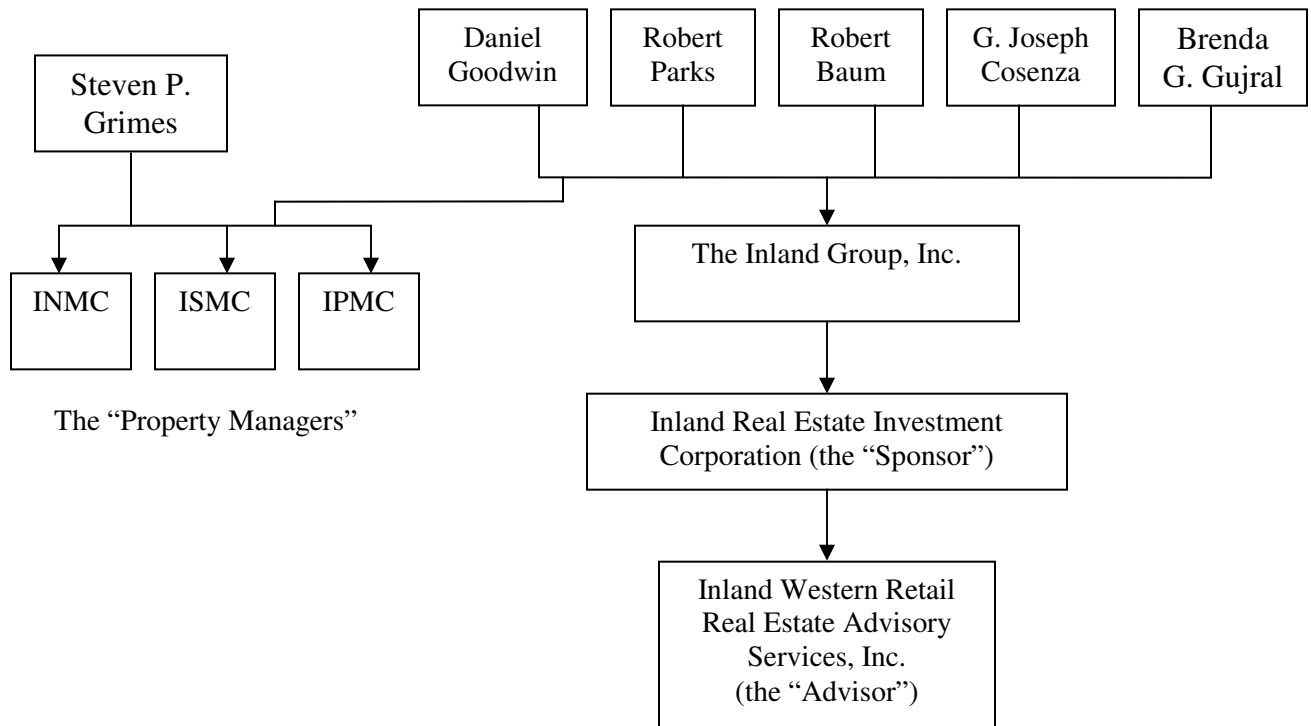 Steven P.
Grimes
Daniel
Goodwin
Robert
Parks
Robert
Baum
G. Joseph
Cosenza
Brenda
G. Gujral
INMC
ISMC
IPMC
The “Property Managers”
The Inland Group, Inc.
Inland Real Estate Investment
Corporation (the “Sponsor”)
Inland Western Retail
Real Estate Advisory
Services, Inc.
(the “Advisor”)